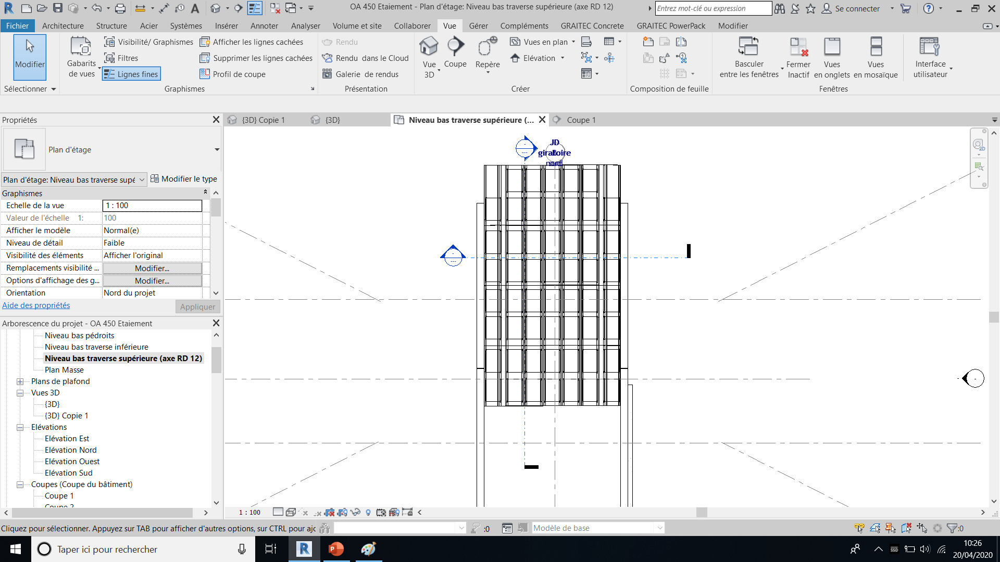 OA 450 Etaiement - Plan d'étage: Niveau bas traverse supérieure (axe RD 12)
Entrez mot-clé ou expression
Se connecter
Fichier
Architecture
Structure
Acier
Systèmes
Insérer
Annoter
Analyser
Volume et site
Collaborer
Vue
Gérer
Compléments
GRAITEC Concrete
GRAITEC PowerPack
Modifier
Modifier
Gabarits
de vues
Visibilité/ Graphismes
Filtres
Lignes fines
Afficher les lignes cachées
Supprimer les lignes cachées
Profil de coupe
Rendu
Rendu dans le Cloud
Galerie de rendus
Vue
3D
Coupe
Repère
Vues en plan
Elévation
Basculer
entre les fenêtres
Fermer
Inactif
Vues
en onglets
Vues
en mosaïque
Interface
utilisateur
Sélectionner
Graphismes
Présentation
Créer
Composition de feuille
Fenêtres
Propriétés
{3D} Copie 1
{3D}
Niveau bas traverse supérieure (...
Coupe 1
Plan d'étage
Plan d'étage: Niveau bas traverse supé
Modifier le type
Graphismes
Echelle de la vue
1 : 100
Valeur de l'échelle 1:
100
Afficher le modèle
Normal(e)
Niveau de détail
Faible
Visibilité des éléments
Afficher l'original
Remplacements visibilité ...
Modifier...
Options d'affichage des g...
Modifier...
Orientation
Nord du projet
Aide des propriétés
Appliquer
Arborescence du projet - OA 450 Etaiement
Niveau bas pédroits
Niveau bas traverse inférieure
Niveau bas traverse supérieure (axe RD 12)
Plan Masse
Plans de plafond
Vues 3D
{3D}
{3D} Copie 1
Elévations
Elévation Est
Elévation Nord
Elévation Ouest
Elévation Sud
Coupes (Coupe du bâtiment)
Coupe 1
Coupe 2
JD
giratoire
2D
1 : 100
Cliquez pour sélectionner. Appuyez sur TAB pour afficher d'autres options, sur CTRL pour ajc
:0
Modèle de base
:0
Taper ici pour rechercher
SSD
10:26
20/04/2020